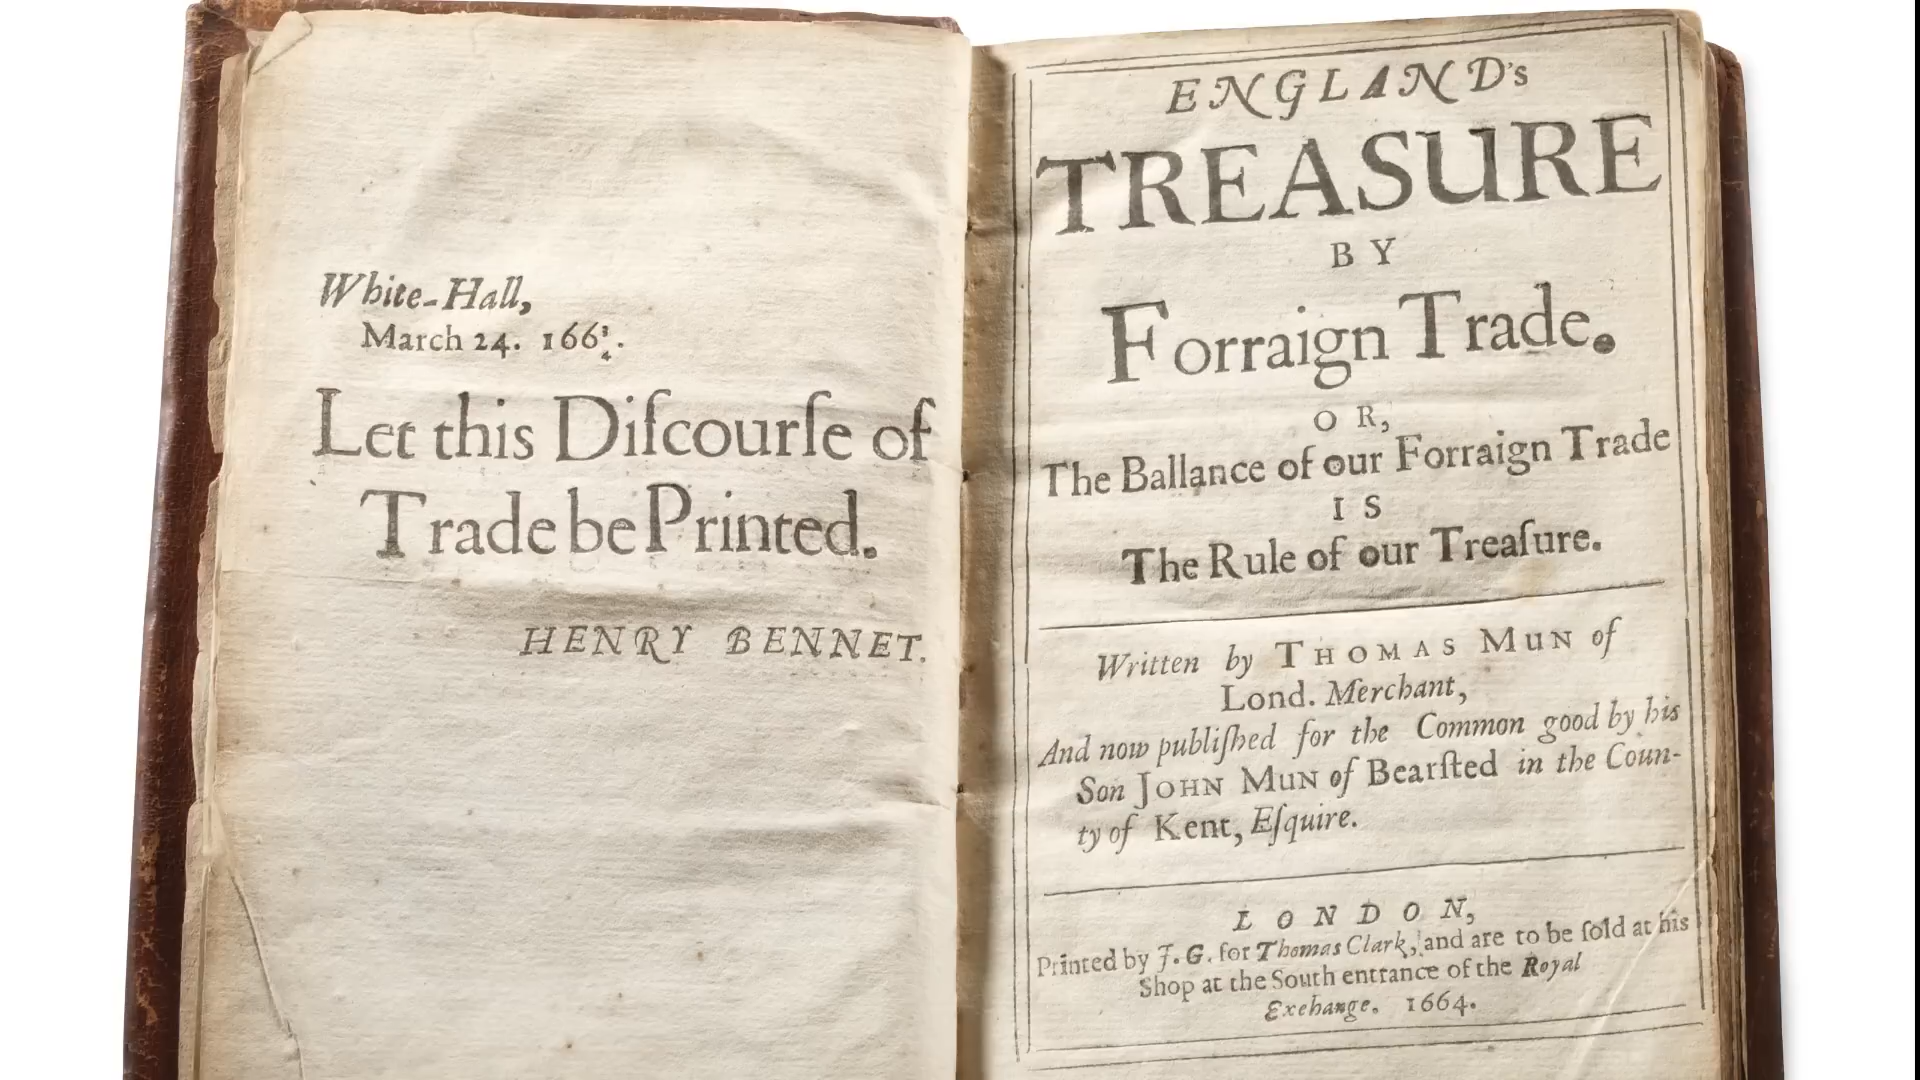 White-Hall,
March 24. 166¾.
Let this Diſcourſe of
Trade be Printed.
HENRY BENNET.
ENGLAND's
TREASURE
BY
Forraign Trade.
OR,
The Ballance of our Forraign Trade
IS
The Rule of our Treaſure.
Written by THOMAS MUN of
Lond. Merchant,
And now publiſhed for the Common good by his
Son JOHN MUN of Bearſted in the Coun-
ty of Kent, Eſquire.
LONDON,
Printed by J. G. for Thomas Clark, and are to be ſold at his
Shop at the South entrance of the Royal
Exehange. 1664.